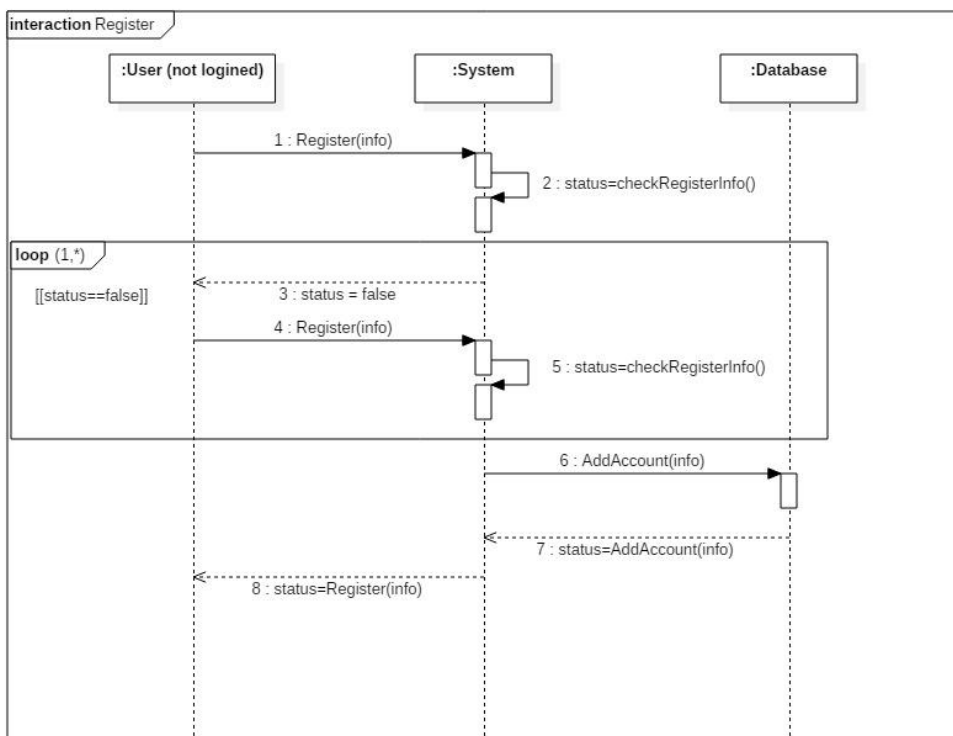 interaction Register
:User (not logined)
:System
:Database
1 : Register(info)
2 : status=checkRegisterInfo()
loop (1,*)
[[status==false]]
3 : status = false
4 : Register(info)
5 : status=checkRegisterInfo()
6 : AddAccount(info)
7 : status=AddAccount(info)
8 : status=Register(info)